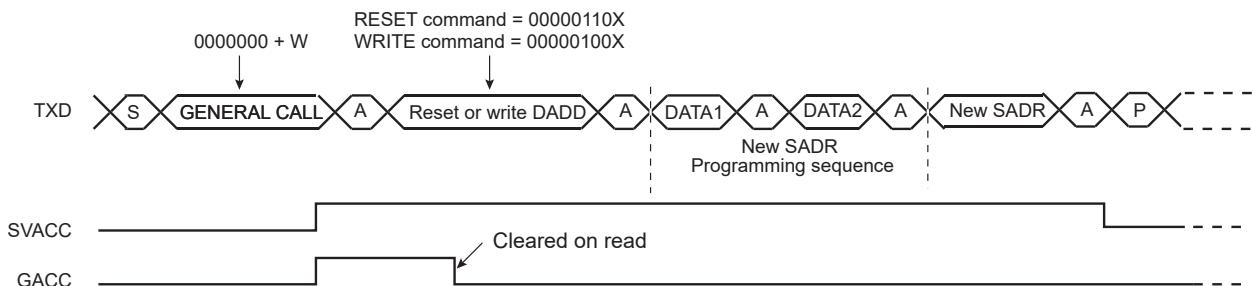 RESET command = 00000110X
0000000 + W WRITE command = 00000100X
TXD S GENERAL CALL A Reset or write DADD A DATA1 A DATA2 A New SADR A P
New SADR
Programming sequence
SVACC
Cleared on read
GACC